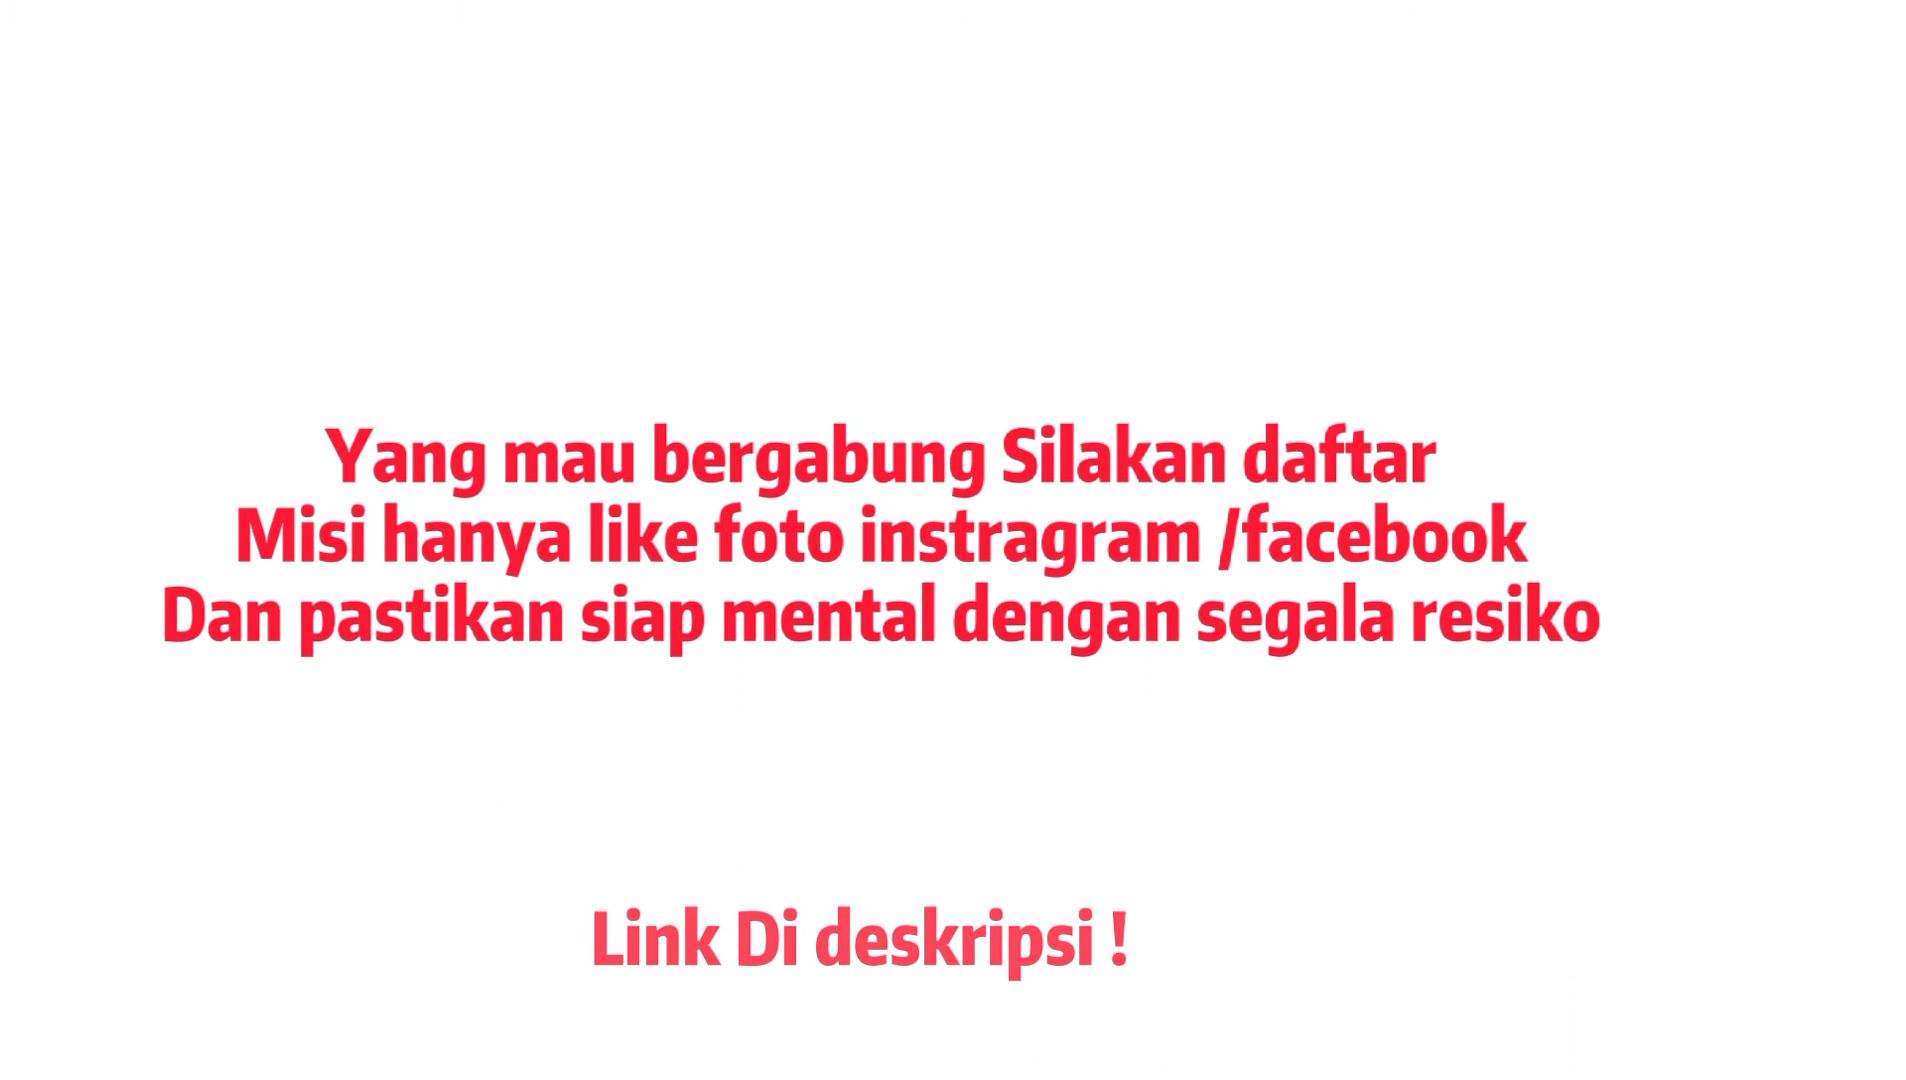 Yang mau bergabung Silakan daftar
Misi hanya like foto instragram /facebook
Dan pastikan siap mental dengan segala resiko
Link Di deskripsi !